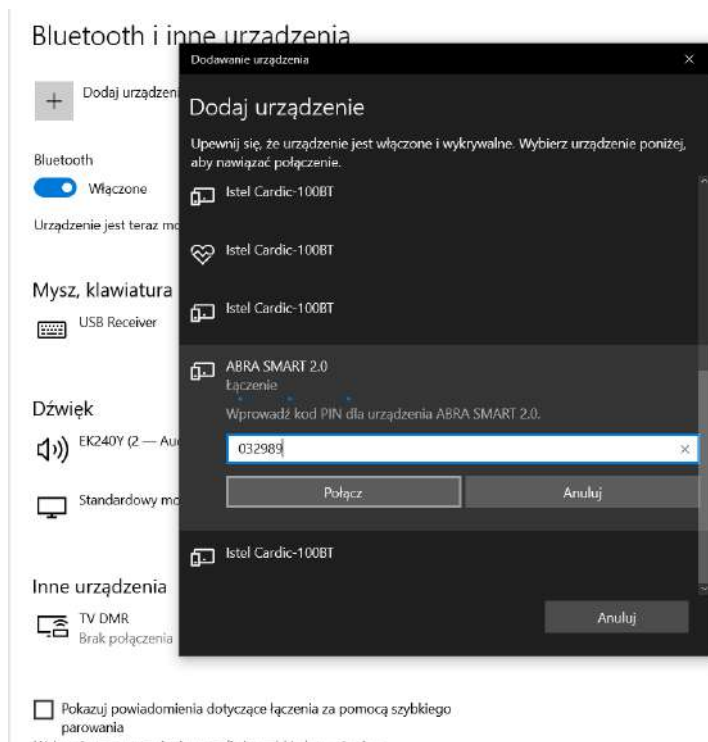 Bluetooth i inne urządzenia
Dodaj urządzeni
Bluetooth
Włączone
Urządzenie jest teraz mo
Mysz, klawiatura
USB Receiver
Dźwięk
EK240Y (2 — Au
Standardowy mo
Inne urządzenia
TV DMR
Brak połączenia
Pokazuj powiadomienia dotyczące łączenia za pomocą szybkiego
parowania
Dodawanie urządzenia
Dodaj urządzenie
Upewnij się, że urządzenie jest włączone i wykrywalne. Wybierz urządzenie poniżej,
aby nawiązać połączenie.
Istel Cardic-100BT
Istel Cardic-100BT
Istel Cardic-100BT
ABRA SMART 2.0
Łączenie
Wprowadź kod PIN dla urządzenia ABRA SMART 2.0.
032989
Połącz
Anuluj
Istel Cardic-100BT
Anuluj